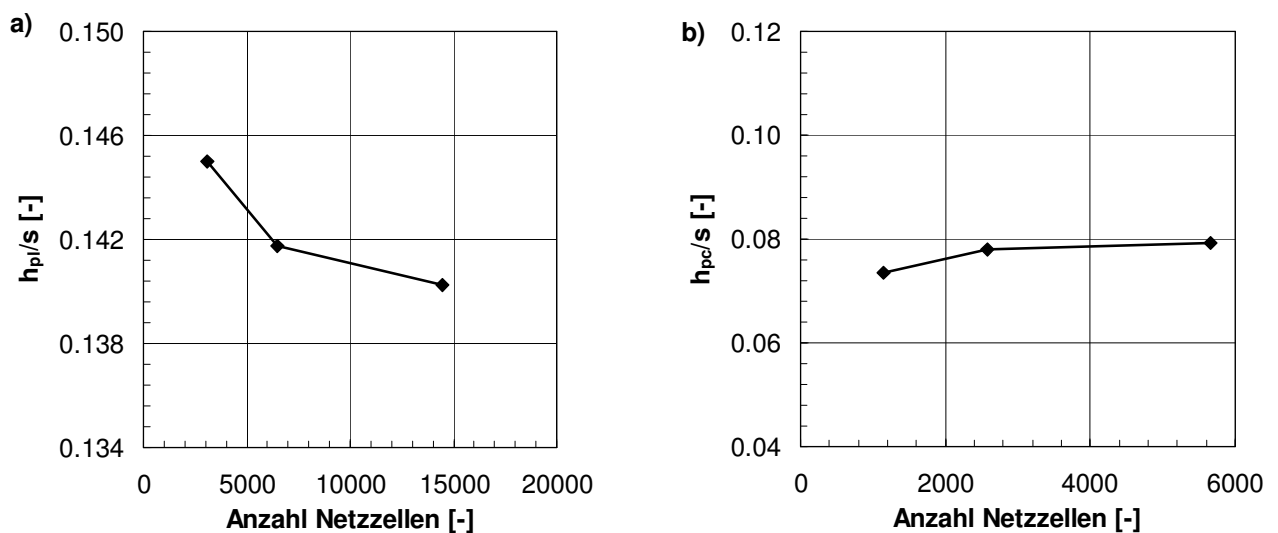 a)
0.150
0.146
0.142
0.138
0.134
hpl/s [-]
0 5000 10000 15000 20000
Anzahl Netzzellen [-]
b)
0.12
0.10
0.08
0.06
0.04
hpc/s [-]
0 2000 4000 6000
Anzahl Netzzellen [-]